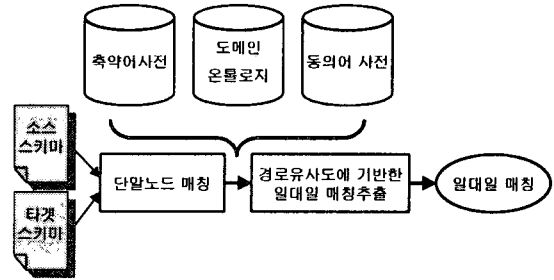 축약어사전
도메인
온톨로지
동의어 사전
소스
스키마
타겟
스키마
단말노드 매칭
경로유사도에 기반한
일대일 매칭추출
일대일 매칭